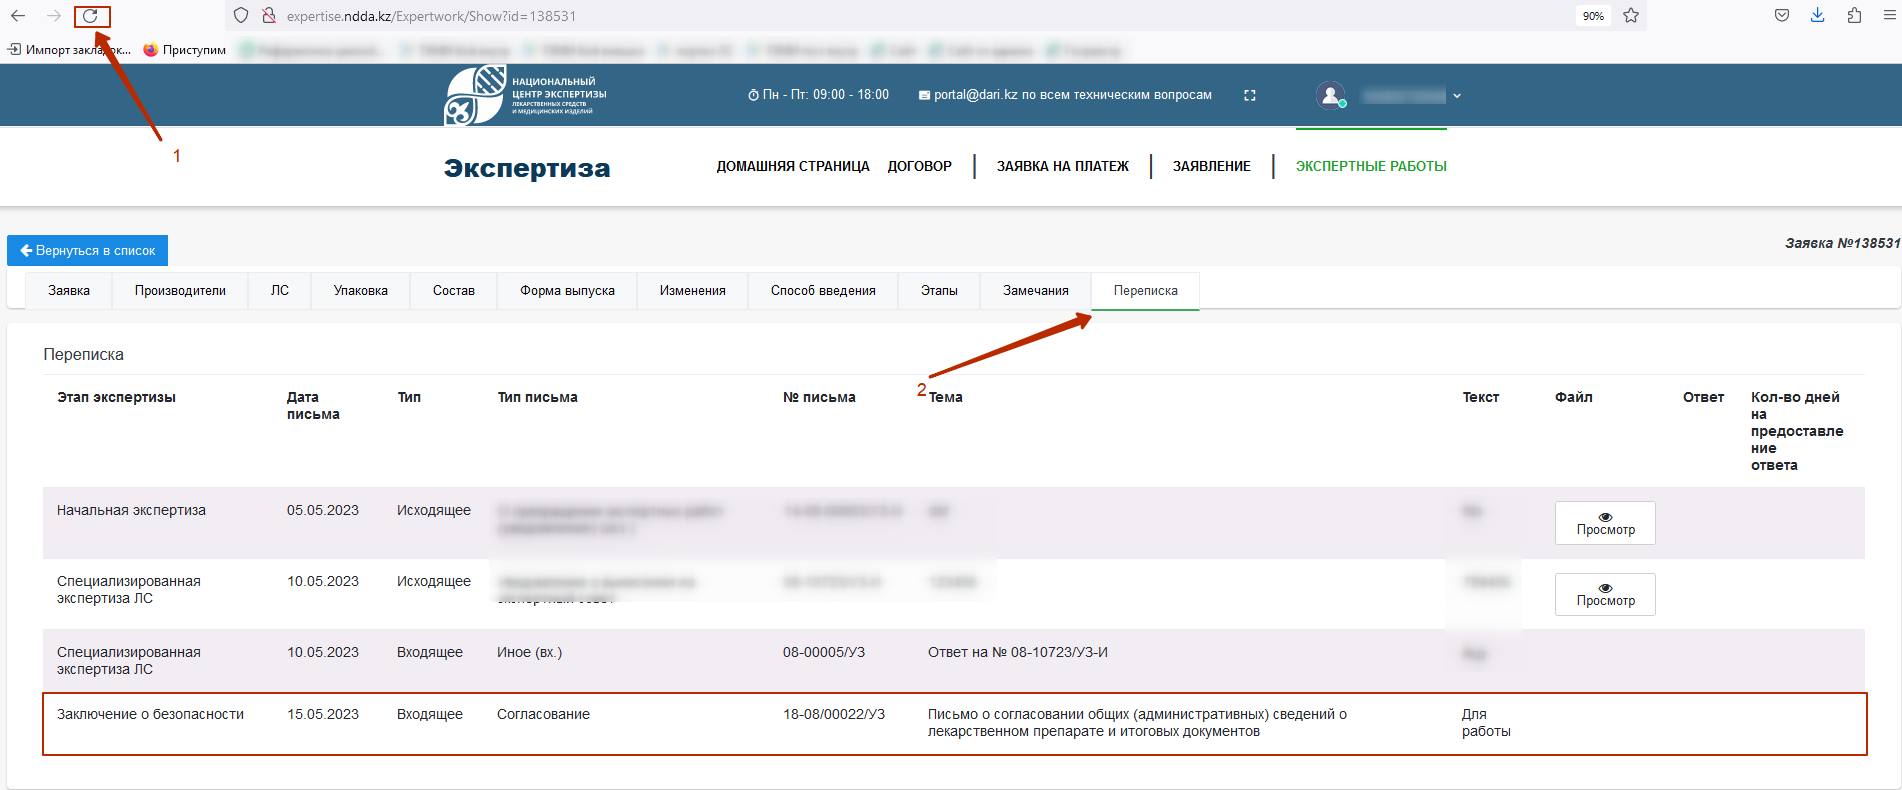 expertise.ndda.kz/Expertwork/Show?id=138531
90%
Импорт закладок...
Приступим
1
НАЦИОНАЛЬНЫЙ
ЦЕНТР ЭКСПЕРТИЗЫ
ЛЕКАРСТВЕННЫХ СРЕДСТВ
И МЕДИЦИНСКИХ ИЗДЕЛИЙ
Пн - Пт: 09:00 - 18:00
portal@dari.kz по всем техническим вопросам
Экспертиза
ДОМАШНЯЯ СТРАНИЦА ДОГОВОР | ЗАЯВКА НА ПЛАТЕЖ | ЗАЯВЛЕНИЕ | ЭКСПЕРТНЫЕ РАБОТЫ
Вернуться в список
Заявка №138531
Заявка Производители ЛС Упаковка Состав Форма выпуска Изменения Способ введения Этапы Замечания Переписка
2
Переписка
Этап экспертизы
Дата
письма
Тип
Тип письма
№ письма
Тема
Текст
Файл
Ответ
Кол-во дней
на
предоставле
ние
ответа
Начальная экспертиза
05.05.2023
Исходящее
Просмотр
Специализированная
экспертиза ЛС
10.05.2023
Исходящее
Просмотр
Специализированная
экспертиза ЛС
10.05.2023
Входящее
Иное (вх.)
08-00005/УЗ
Ответ на № 08-10723/УЗ-И
Заключение о безопасности
15.05.2023
Входящее
Согласование
18-08/00022/УЗ
Письмо о согласовании общих (административных) сведений о
лекарственном препарате и итоговых документов
Для
работы